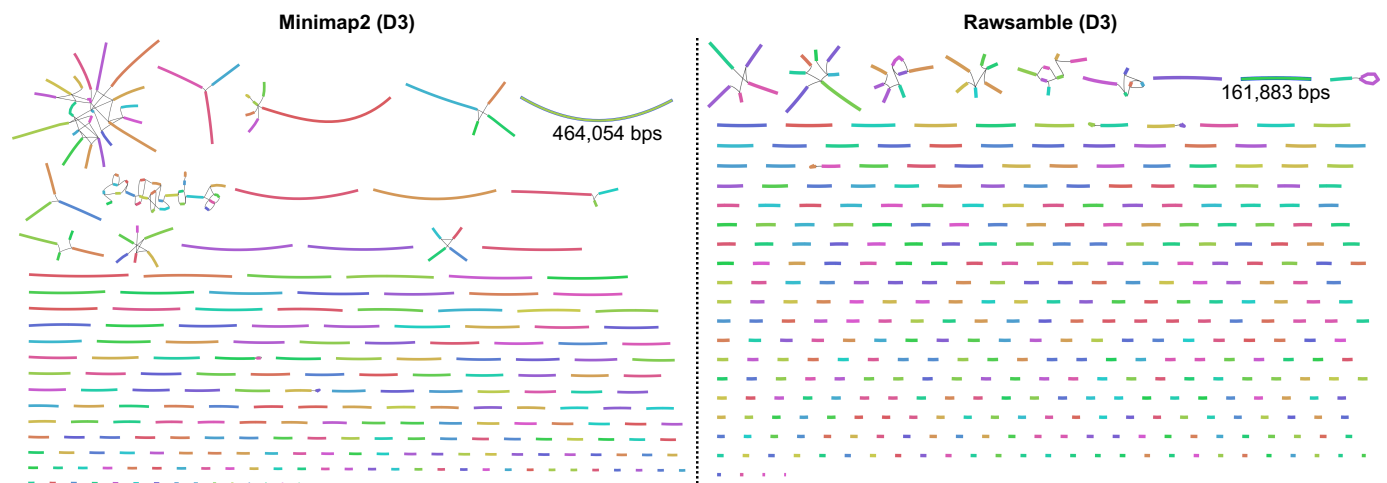 Minimap2 (D3)
Rawsamble (D3)
464,054 bps
161,883 bps